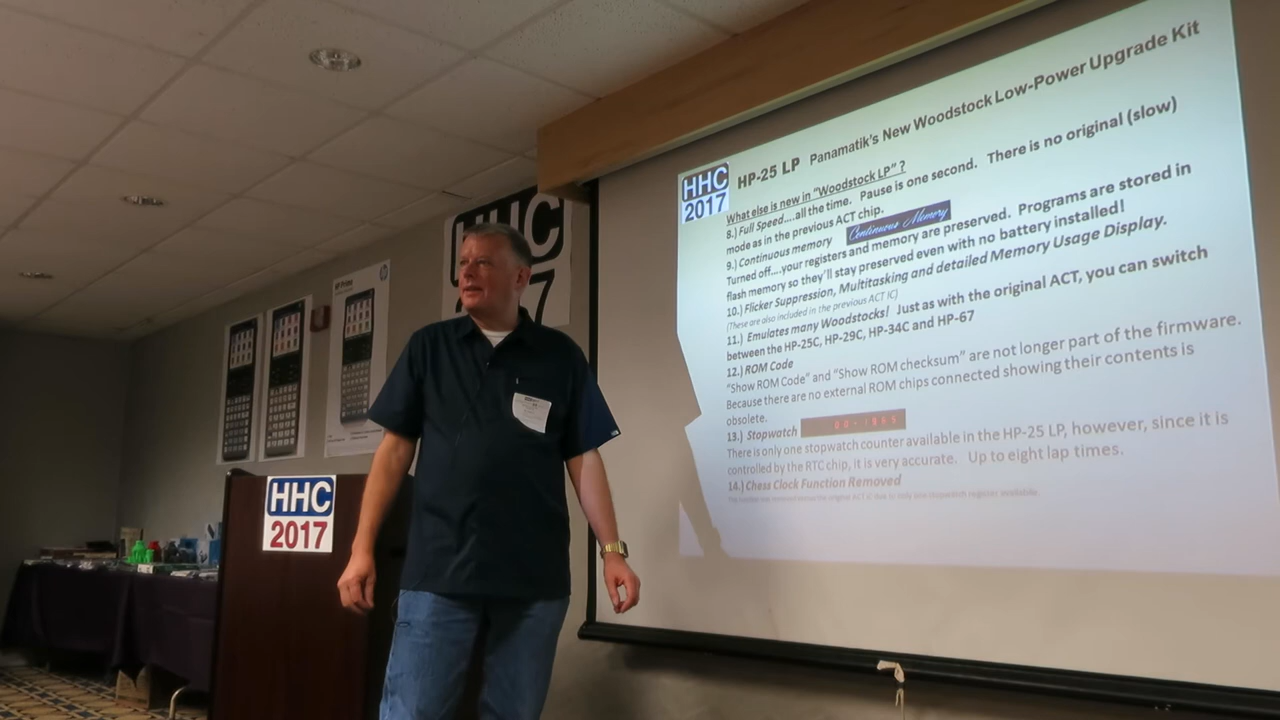 HHC
2017
HP-25 LP Panamatik's New Woodstock Low-Power Upgrade Kit
What else is new in "Woodstock LP" ?
8.) Full Speed....all the time. Pause is one second. There is no original (slow)
mode as in the previous ACT chip.
9.) Continuous memory Continuous Memory
Turned off....your registers and memory are preserved. Programs are stored in
flash memory so they'll stay preserved even with no battery installed!
10.) Flicker Suppression, Multitasking and detailed Memory Usage Display.
(These are also included in the previous ACT IC)
11.) Emulates many Woodstocks! Just as with the original ACT, you can switch
between the HP-25C, HP-29C, HP-34C and HP-67
12.) ROM Code
"Show ROM Code" and "Show ROM checksum" are not longer part of the firmware.
Because there are no external ROM chips connected showing their contents is
obsolete.
13.) Stopwatch
There is only one stopwatch counter available in the HP-25 LP, however, since it is
controlled by the RTC chip, it is very accurate. Up to eight lap times.
14.) Chess Clock Function Removed
HHC
2017
HP Prime
hp
HHC
2017